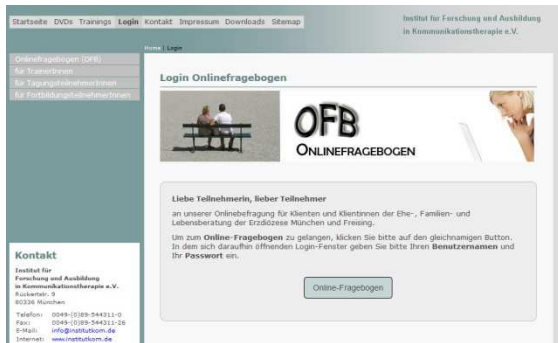 Startseite DVDs Trainings Login Kontakt Impressum Downloads Sitemap
Institut für Forschung und Ausbildung
in Kommunikationstherapie e.V.
Home | Login
Onlinefragebogen (OFB)
für TrainerInnen
für TagungsteilnehmerInnen
für FortbildungsteilnehmerInnen
Login Onlinefragebogen
OFB
ONLINEFRAGEBOGEN
Liebe Teilnehmerin, lieber Teilnehmer
an unserer Onlinebefragung für Klienten und Klientinnen der Ehe-, Familien- und
Lebensberatung der Erzdiözese München und Freising.
Um zum Online-Fragebogen zu gelangen, klicken Sie bitte auf den gleichnamigen Button.
In dem sich daraufhin öffnenden Login-Fenster geben Sie bitte Ihren Benutzernamen und
Ihr Passwort ein.
Online-Fragebogen
Kontakt
Institut für
Forschung und Ausbildung
in Kommunikationstherapie e.V.
Rückertstr. 9
80336 München
Telefon: 0049-(0)89-544311-0
Fax: 0049-(0)89-544311-26
E-Mail: info@institutkom.de
Internet: www.institutkom.de